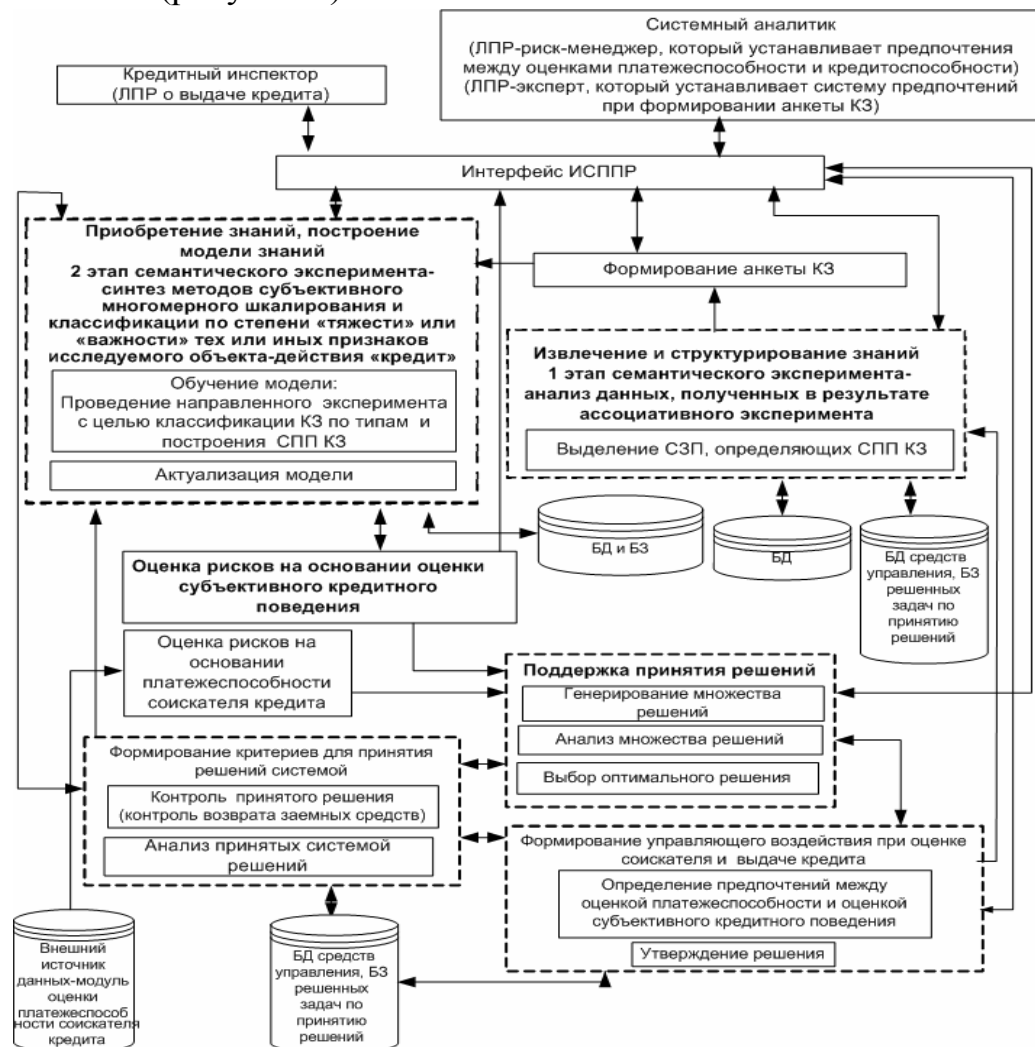 (рисунок
Системный аналитик
(ЛПР-риск-менеджер, который устанавливает предпочтения
между оценками платежеспособности и кредитоспособности)
(ЛПР-эксперт, который устанавливает систему предпочтений
при формировании анкеты КЗ)
Кредитный инспектор
(ЛПР о выдаче кредита)
Интерфейс ИСППР
Приобретение знаний, построение
модели знаний
2 этап семантического эксперимента-
синтез методов субъективного
многомерного шкалирования и
классификации по степени «тяжести» или
«важности» тех или иных признаков
исследуемого объекта-действия «кредит»
Обучение модели:
Проведение направленного эксперимента
с целью классификации КЗ по типам и
построения СПП КЗ
Актуализация модели
Формирование анкеты КЗ
Извлечение и структурирование знаний
1 этап семантического эксперимента-
анализ данных, полученных в результате
ассоциативного эксперимента
Выделение СЗП, определяющих СПП КЗ
БД и БЗ
БД
БД средств
управления, БЗ
решенных
задач по
принятию
решений
Оценка рисков на основании оценки
субъективного кредитного
поведения
Оценка рисков на
основании
платежеспособности
соискателя кредита
Поддержка принятия решений
Генерирование множества
решений
Анализ множества решений
Выбор оптимального решения
Формирование критериев для принятия
решений системой
Контроль принятого решения
(контроль возврата заемных средств)
Анализ принятых системой
решений
Формирование управляющего воздействия при оценке
соискателя и выдаче кредита
Определение предпочтений между
оценкой платежеспособности и оценкой
субъективного кредитного поведения
Утверждение решения
Внешний
источник
данных-модуль
оценки
платежеспособ
ности соискателя
кредита
БД средств
управления, БЗ
решенных
задач по
принятию
решений